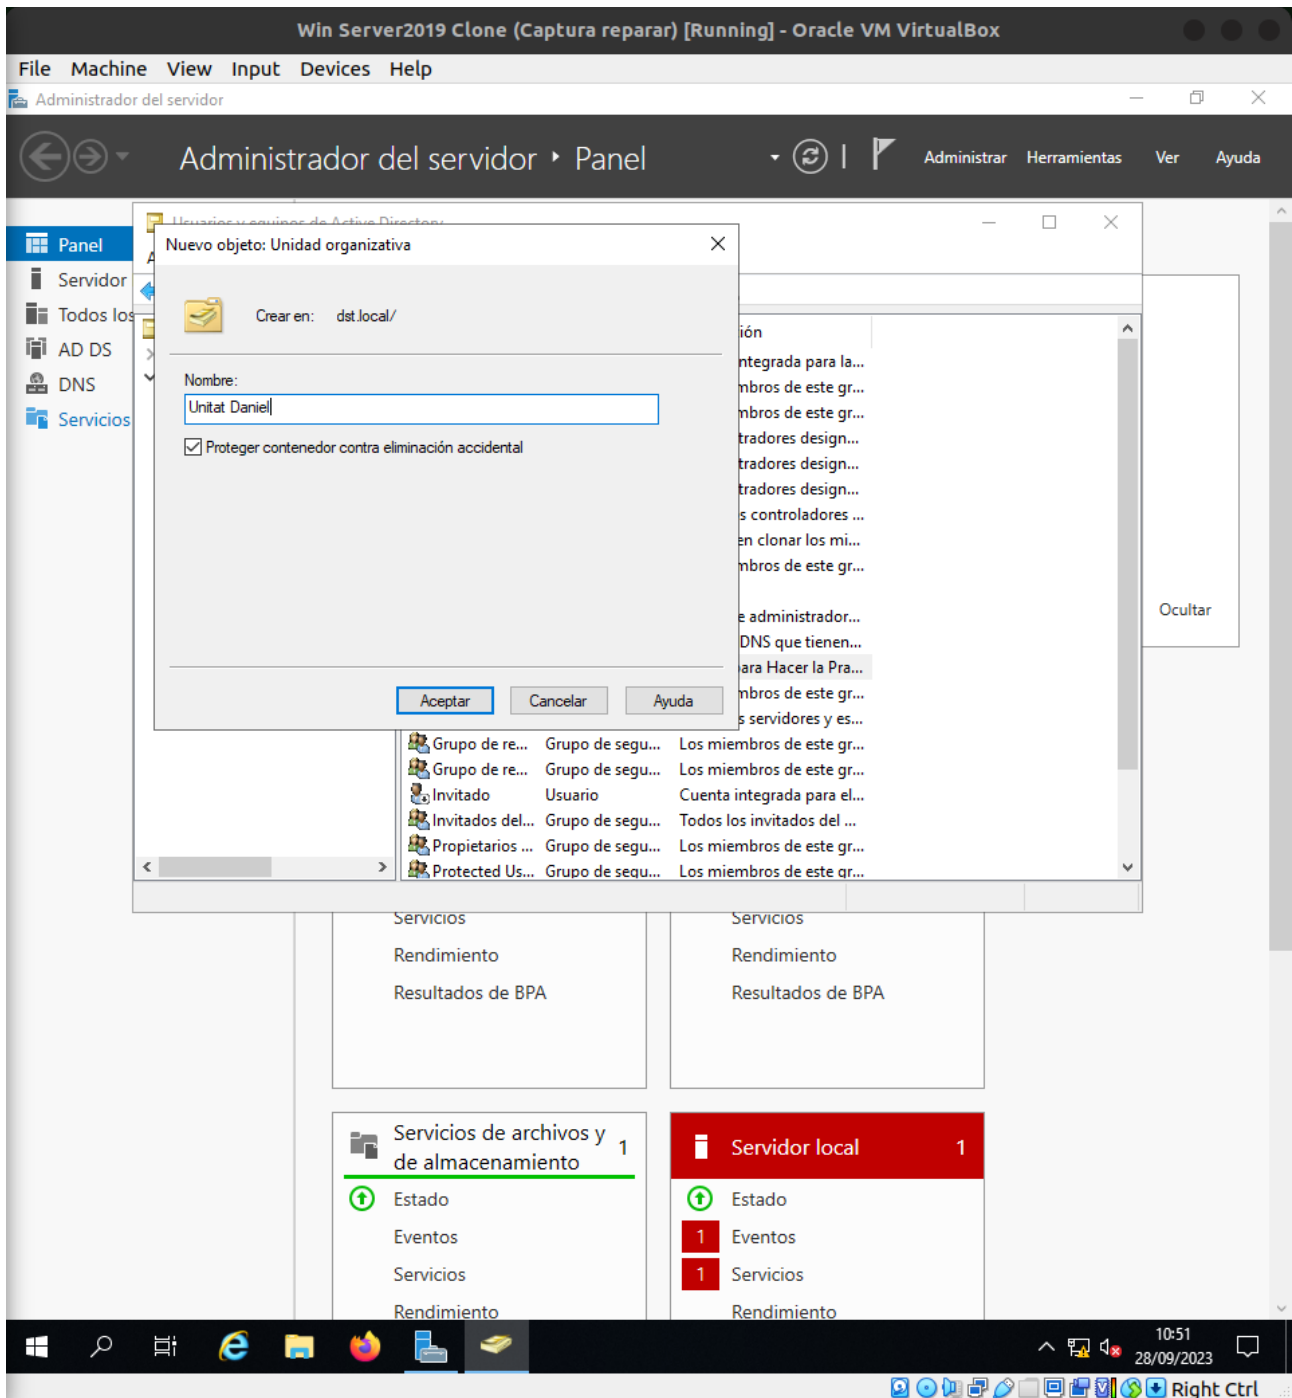 Win Server2019 Clone (Captura reparar) [Running] - Oracle VM VirtualBox
File Machine View Input Devices Help
Administrador del servidor
Administrador del servidor ‣ Panel
Administrar Herramientas Ver Ayuda
Usuarios y equipos de Active Directory
Panel
Servidor
Todos los
AD DS
DNS
Servicios
Nuevo objeto: Unidad organizativa
Crear en: dst.local/
Nombre:
Unitat Daniel
Proteger contenedor contra eliminación accidental
Aceptar Cancelar Ayuda
ión
ntegrada para la...
mbros de este gr...
mbros de este gr...
tradores design...
tradores design...
tradores design...
s controladores ...
en clonar los mi...
mbros de este gr...
e administrador...
DNS que tienen...
ara Hacer la Pra...
mbros de este gr...
s servidores y es...
Grupo de re... Grupo de segu... Los miembros de este gr...
Grupo de re... Grupo de segu... Los miembros de este gr...
Invitado Usuario Cuenta integrada para el...
Invitados del... Grupo de segu... Todos los invitados del ...
Propietarios ... Grupo de segu... Los miembros de este gr...
Protected Us... Grupo de segu... Los miembros de este gr...
Ocultar
Servicios
Rendimiento
Resultados de BPA
Servicios
Rendimiento
Resultados de BPA
Servicios de archivos y de almacenamiento 1
Estado
Eventos
Servicios
Rendimiento
Servidor local 1
Estado
1 Eventos
1 Servicios
Rendimiento
10:51
28/09/2023
Right Ctrl